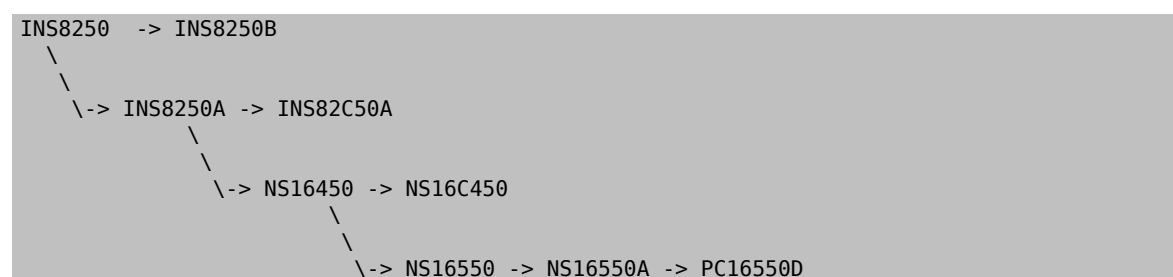 INS8250  -> INS8250B
  \
   \
    \-> INS8250A -> INS82C50A
             \
              \
               \-> NS16450 -> NS16C450
                        \
                         \
                          \-> NS16550 -> NS16550A -> PC16550D